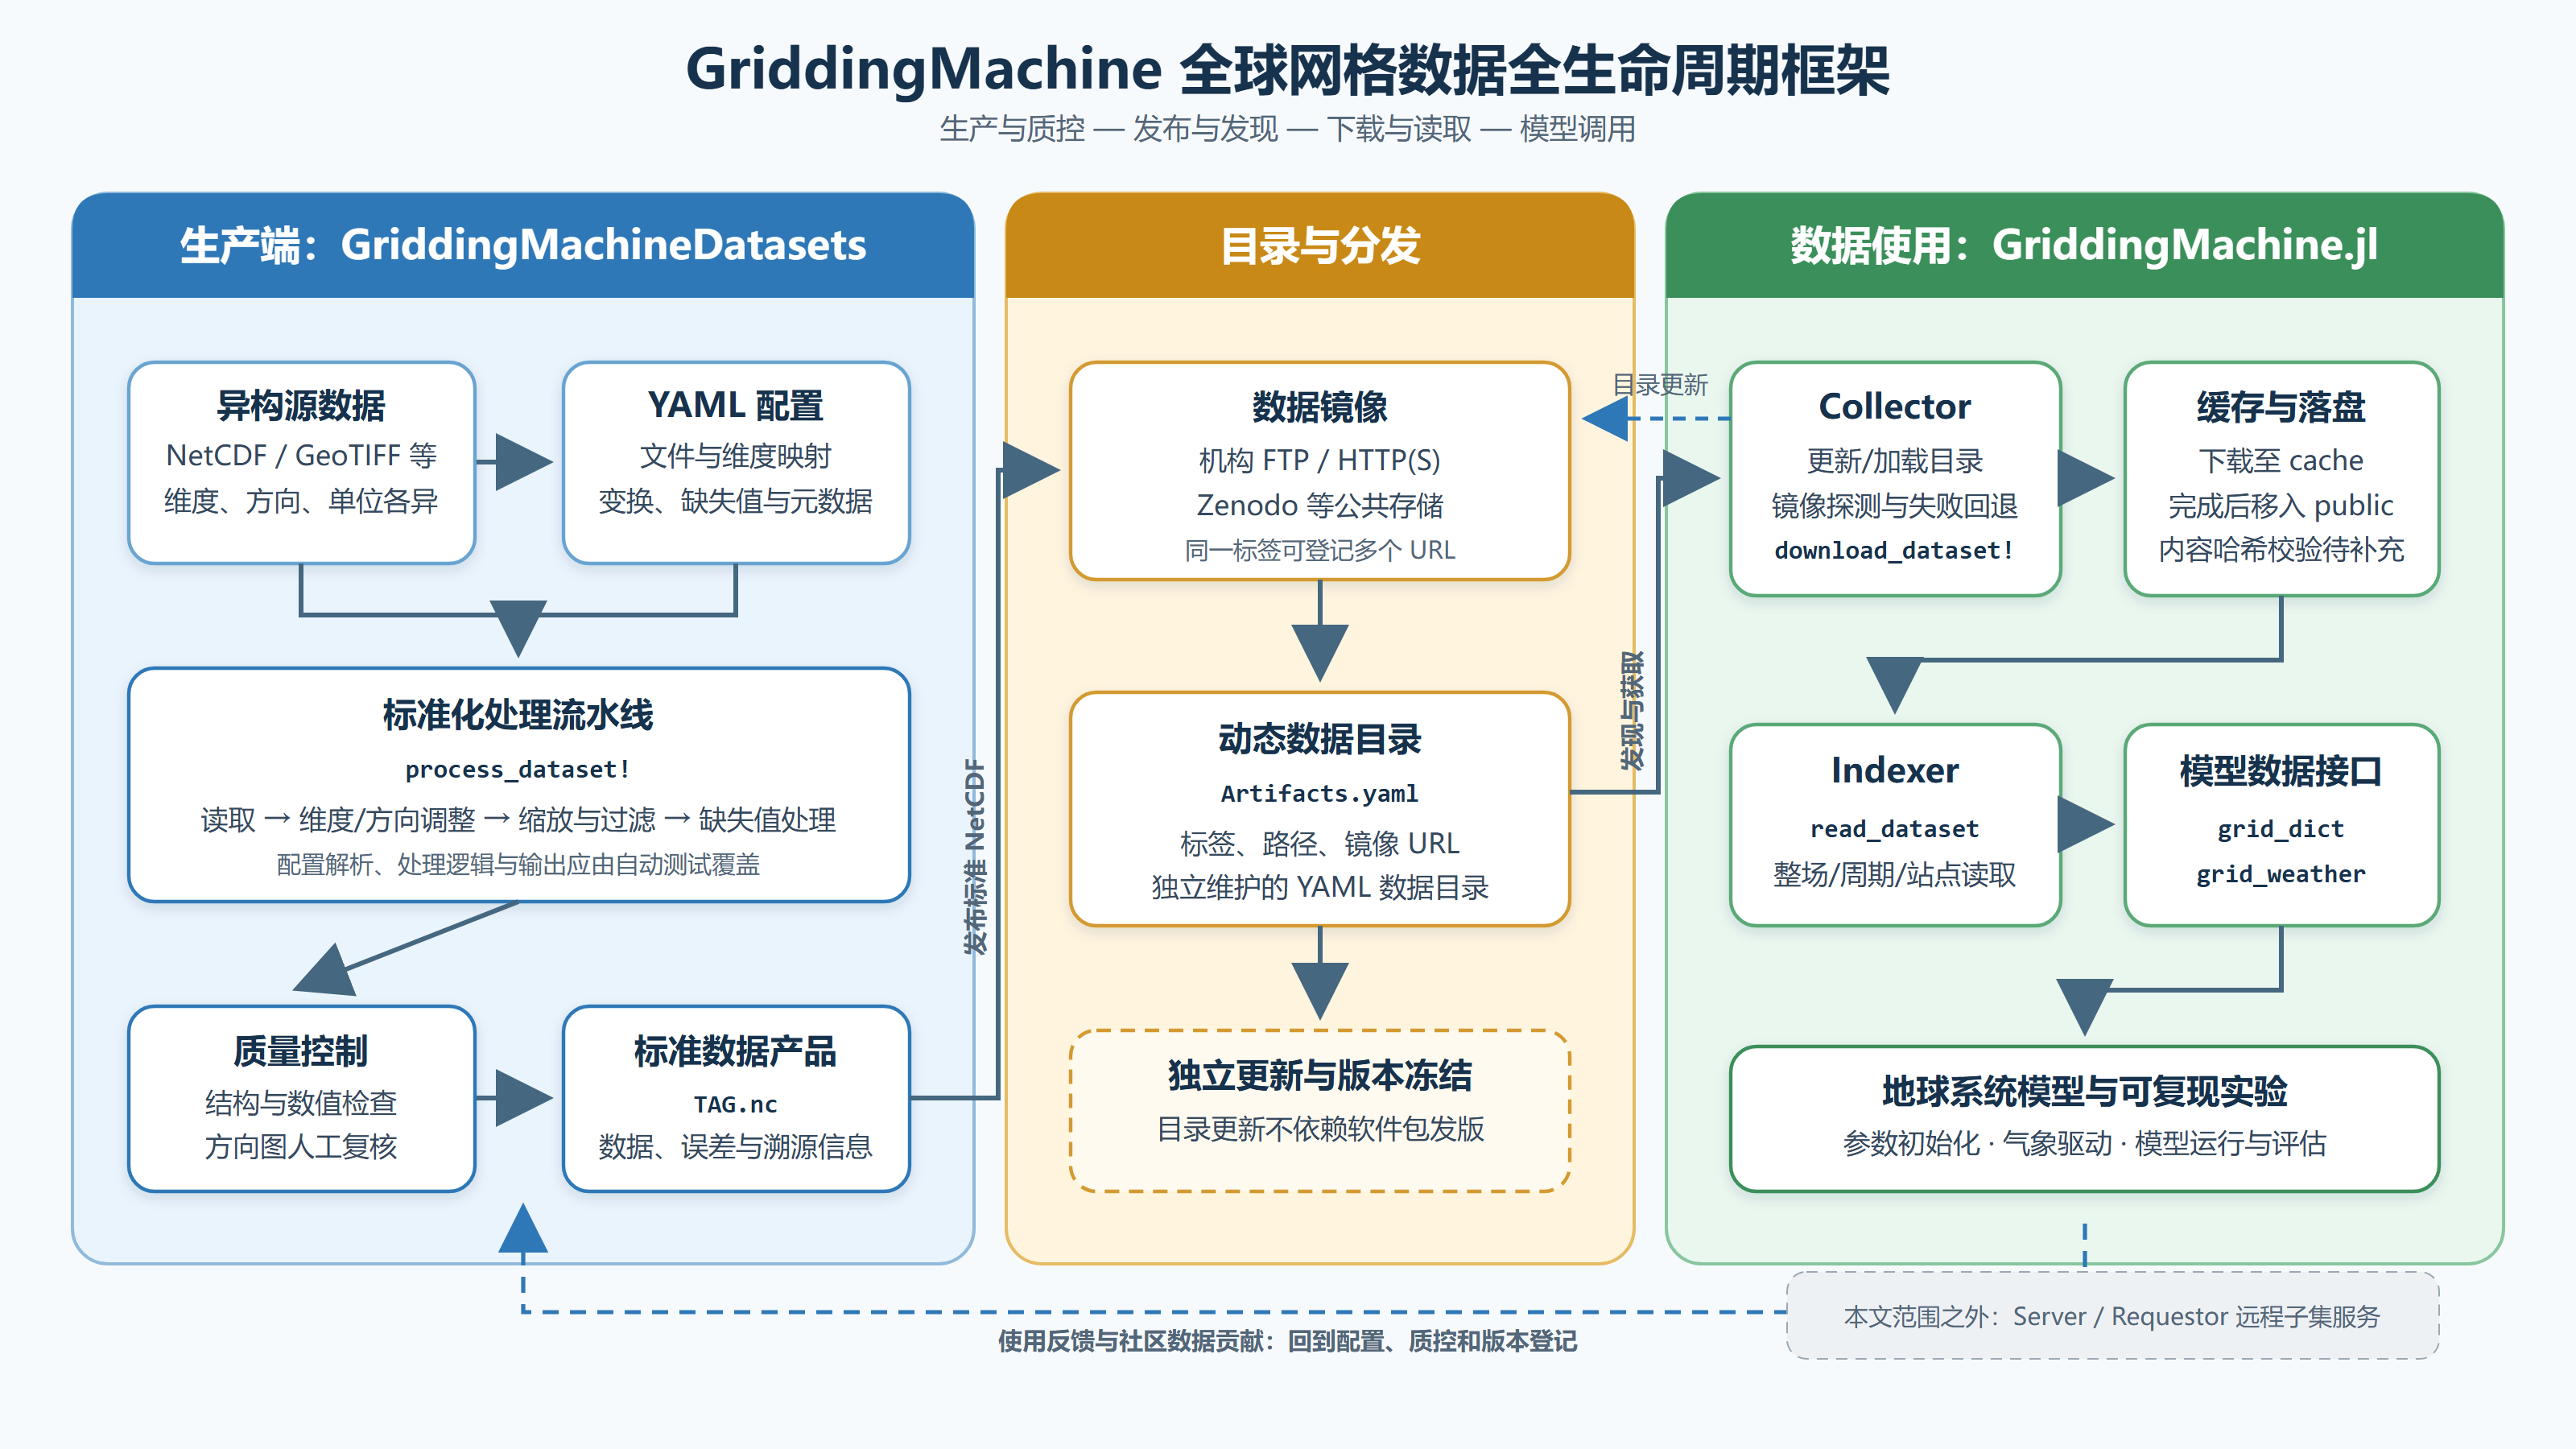 GriddingMachine 全球网格数据全生命周期框架
生产与质控 — 发布与发现 — 下载与读取 — 模型调用
生产端：GriddingMachineDatasets
异构源数据
NetCDF / GeoTIFF 等
维度、方向、单位各异
YAML 配置
文件与维度映射
变换、缺失值与元数据
标准化处理流水线
process_dataset!
读取 → 维度/方向调整 → 缩放与过滤 → 缺失值处理
配置解析、处理逻辑与输出应由自动测试覆盖
质量控制
结构与数值检查
方向图人工复核
标准数据产品
TAG.nc
数据、误差与溯源信息
发布标准 NetCDF
目录与分发
数据镜像
机构 FTP / HTTP(S)
Zenodo 等公共存储
同一标签可登记多个 URL
动态数据目录
Artifacts.yaml
标签、路径、镜像 URL
独立维护的 YAML 数据目录
独立更新与版本冻结
目录更新不依赖软件包发版
目录更新
发现与获取
数据使用：GriddingMachine.jl
Collector
更新/加载目录
镜像探测与失败回退
download_dataset!
缓存与落盘
下载至 cache
完成后移入 public
内容哈希校验待补充
Indexer
read_dataset
整场/周期/站点读取
模型数据接口
grid_dict
grid_weather
地球系统模型与可复现实验
参数初始化 · 气象驱动 · 模型运行与评估
本文范围之外：Server / Requestor 远程子集服务
使用反馈与社区数据贡献：回到配置、质控和版本登记